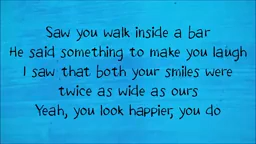 Saw you walk inside a bar
He said something to make you laugh
I saw that both your smiles were
twice as wide as ours
Yeah, you look happier, you do